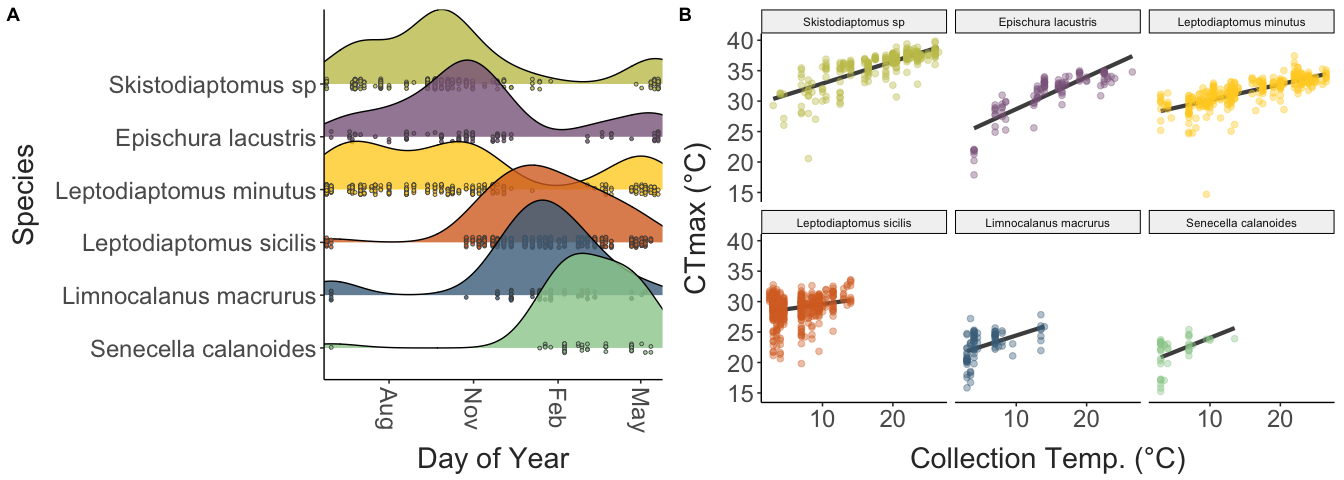 A
Species
Skistodiaptomus sp
Epischura lacustris
Leptodiaptomus minutus
Leptodiaptomus sicilis
Limnocalanus macrurus
Senecella calanoides
Aug
Nov
Feb
May
Day of Year
B
CTmax (°C)
Skistodiaptomus sp
Epischura lacustris
Leptodiaptomus minutus
40
35
30
25
20
15
Leptodiaptomus sicilis
Limnocalanus macrurus
Senecella calanoides
40
35
30
25
20
15
10 20
10 20
10 20
Collection Temp. (°C)